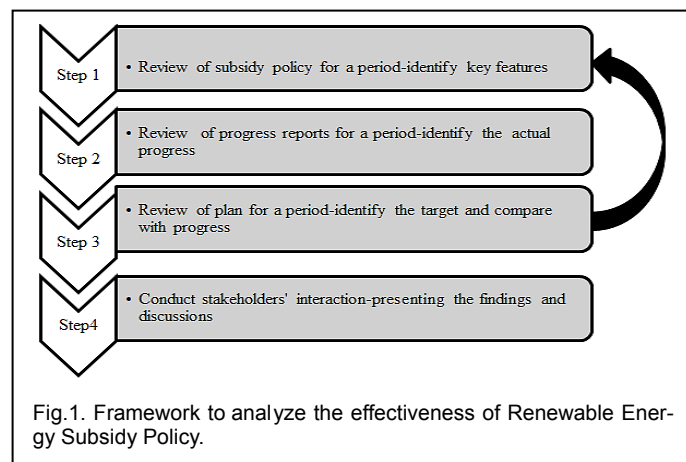 Step 1
• Review of subsidy policy for a period-identify key features
Step 2
• Review of progress reports for a period-identify the actual
progress
Step 3
• Review of plan for a period-identify the target and compare
with progress
Step4
• Conduct stakeholders' interaction-presenting the findings and
discussions
Fig.1. Framework to analyze the effectiveness of Renewable Ener-
gy Subsidy Policy.